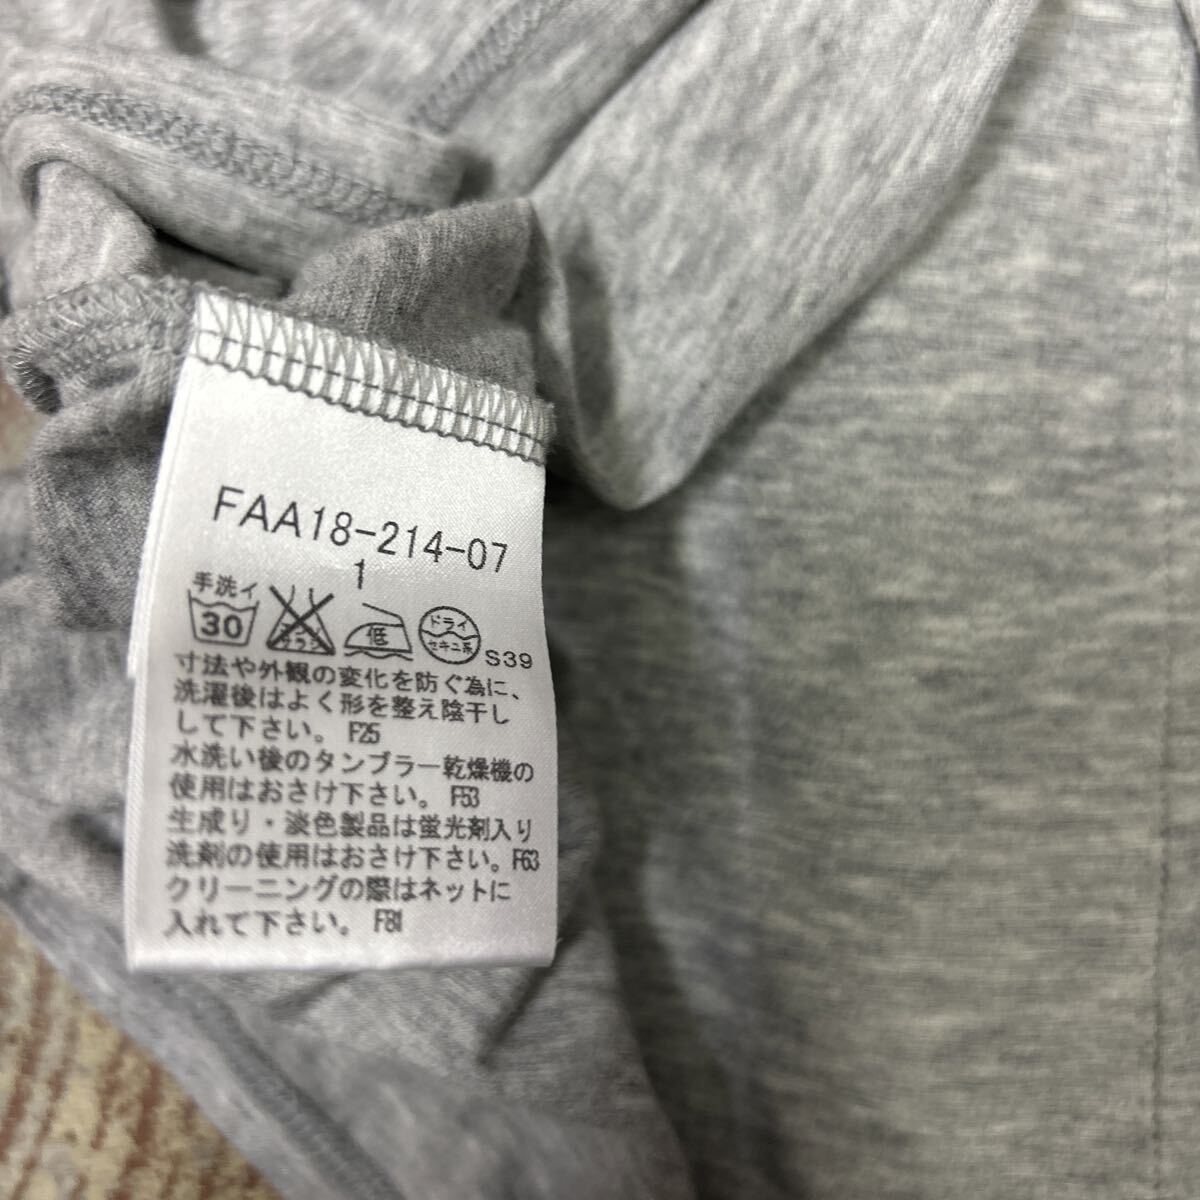 FAA18-214-07
1
手洗イ
30 エンソサラシ 低 ドライ セキユ系 S39
寸法や外観の変化を防ぐ為に、
洗濯後はよく形を整え陰干し
して下さい。 F25
水洗い後のタンブラー乾燥機の
使用はおさけ下さい。 F53
生成り・淡色製品は蛍光剤入り
洗剤の使用はおさけ下さい。F63
クリーニングの際はネットに
入れて下さい。 F81